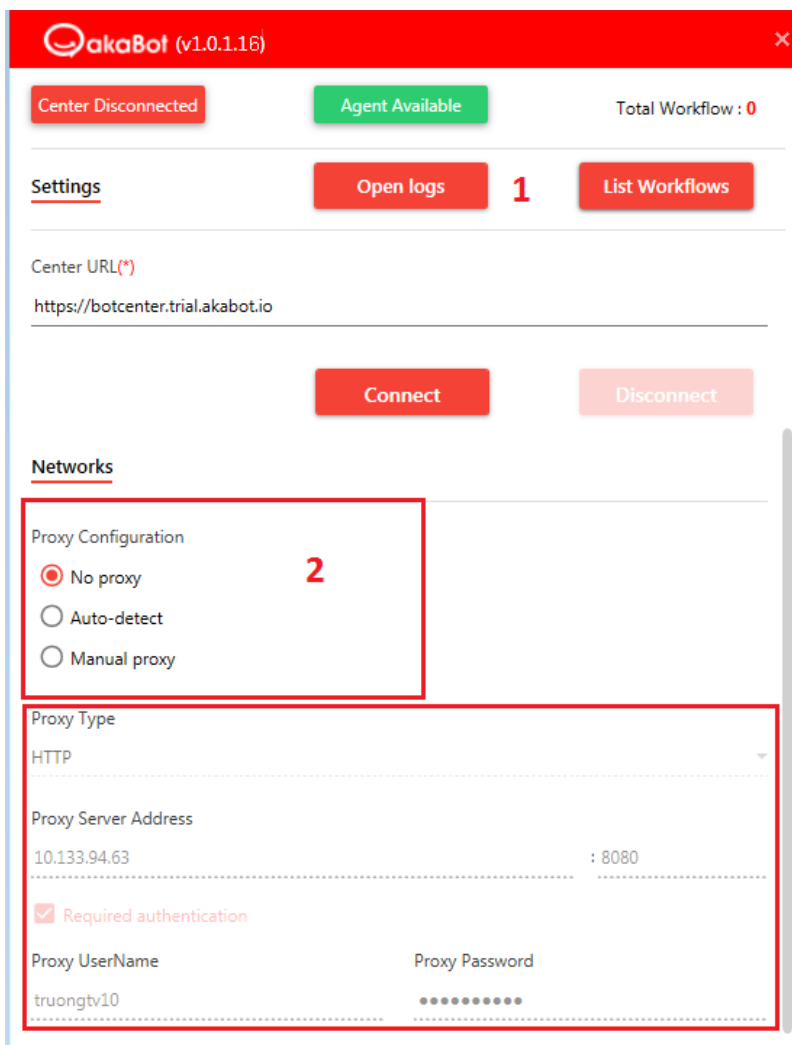 akaBot (v1.0.1.16)
Center Disconnected Agent Available Total Workflow : 0
Settings Open logs 1 List Workflows
Center URL(*)
https://botcenter.trial.akabot.io
Connect Disconnect
Networks
Proxy Configuration
No proxy 2
Auto-detect
Manual proxy
Proxy Type
HTTP
Proxy Server Address
10.133.94.63 : 8080
Required authentication
Proxy UserName Proxy Password
truongtv10 ••••••••••